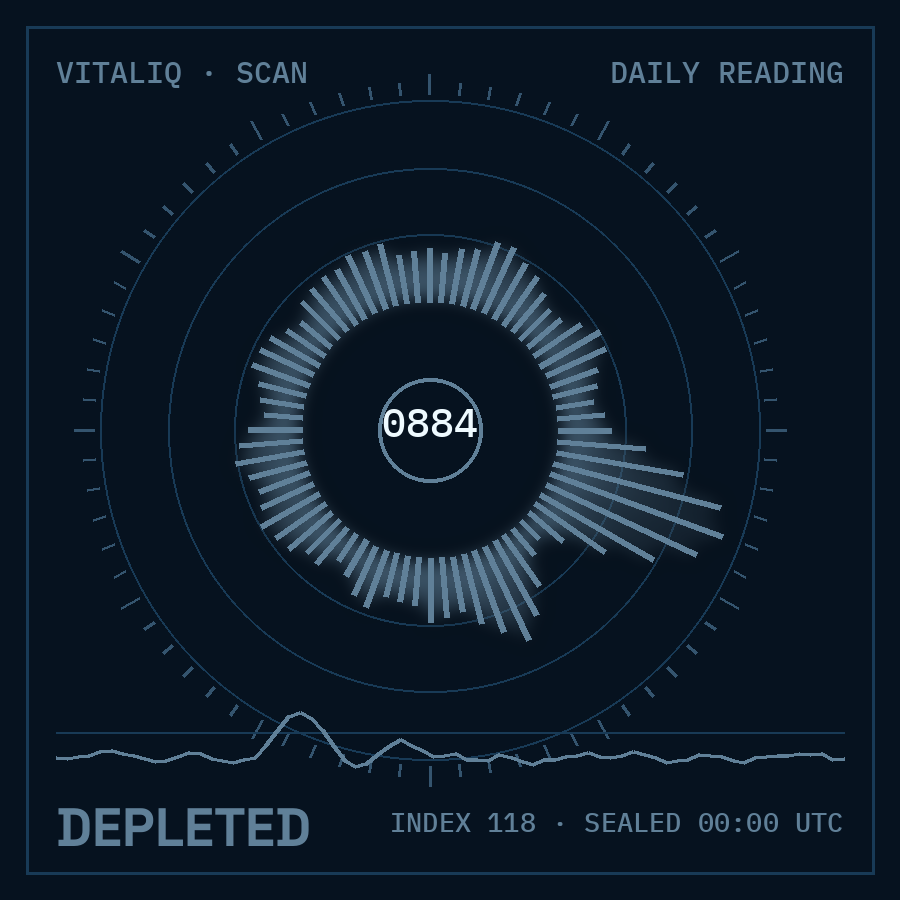 VITALIQ · SCAN
DAILY READING
0884
DEPLETED
INDEX 118 · SEALED 00:00 UTC